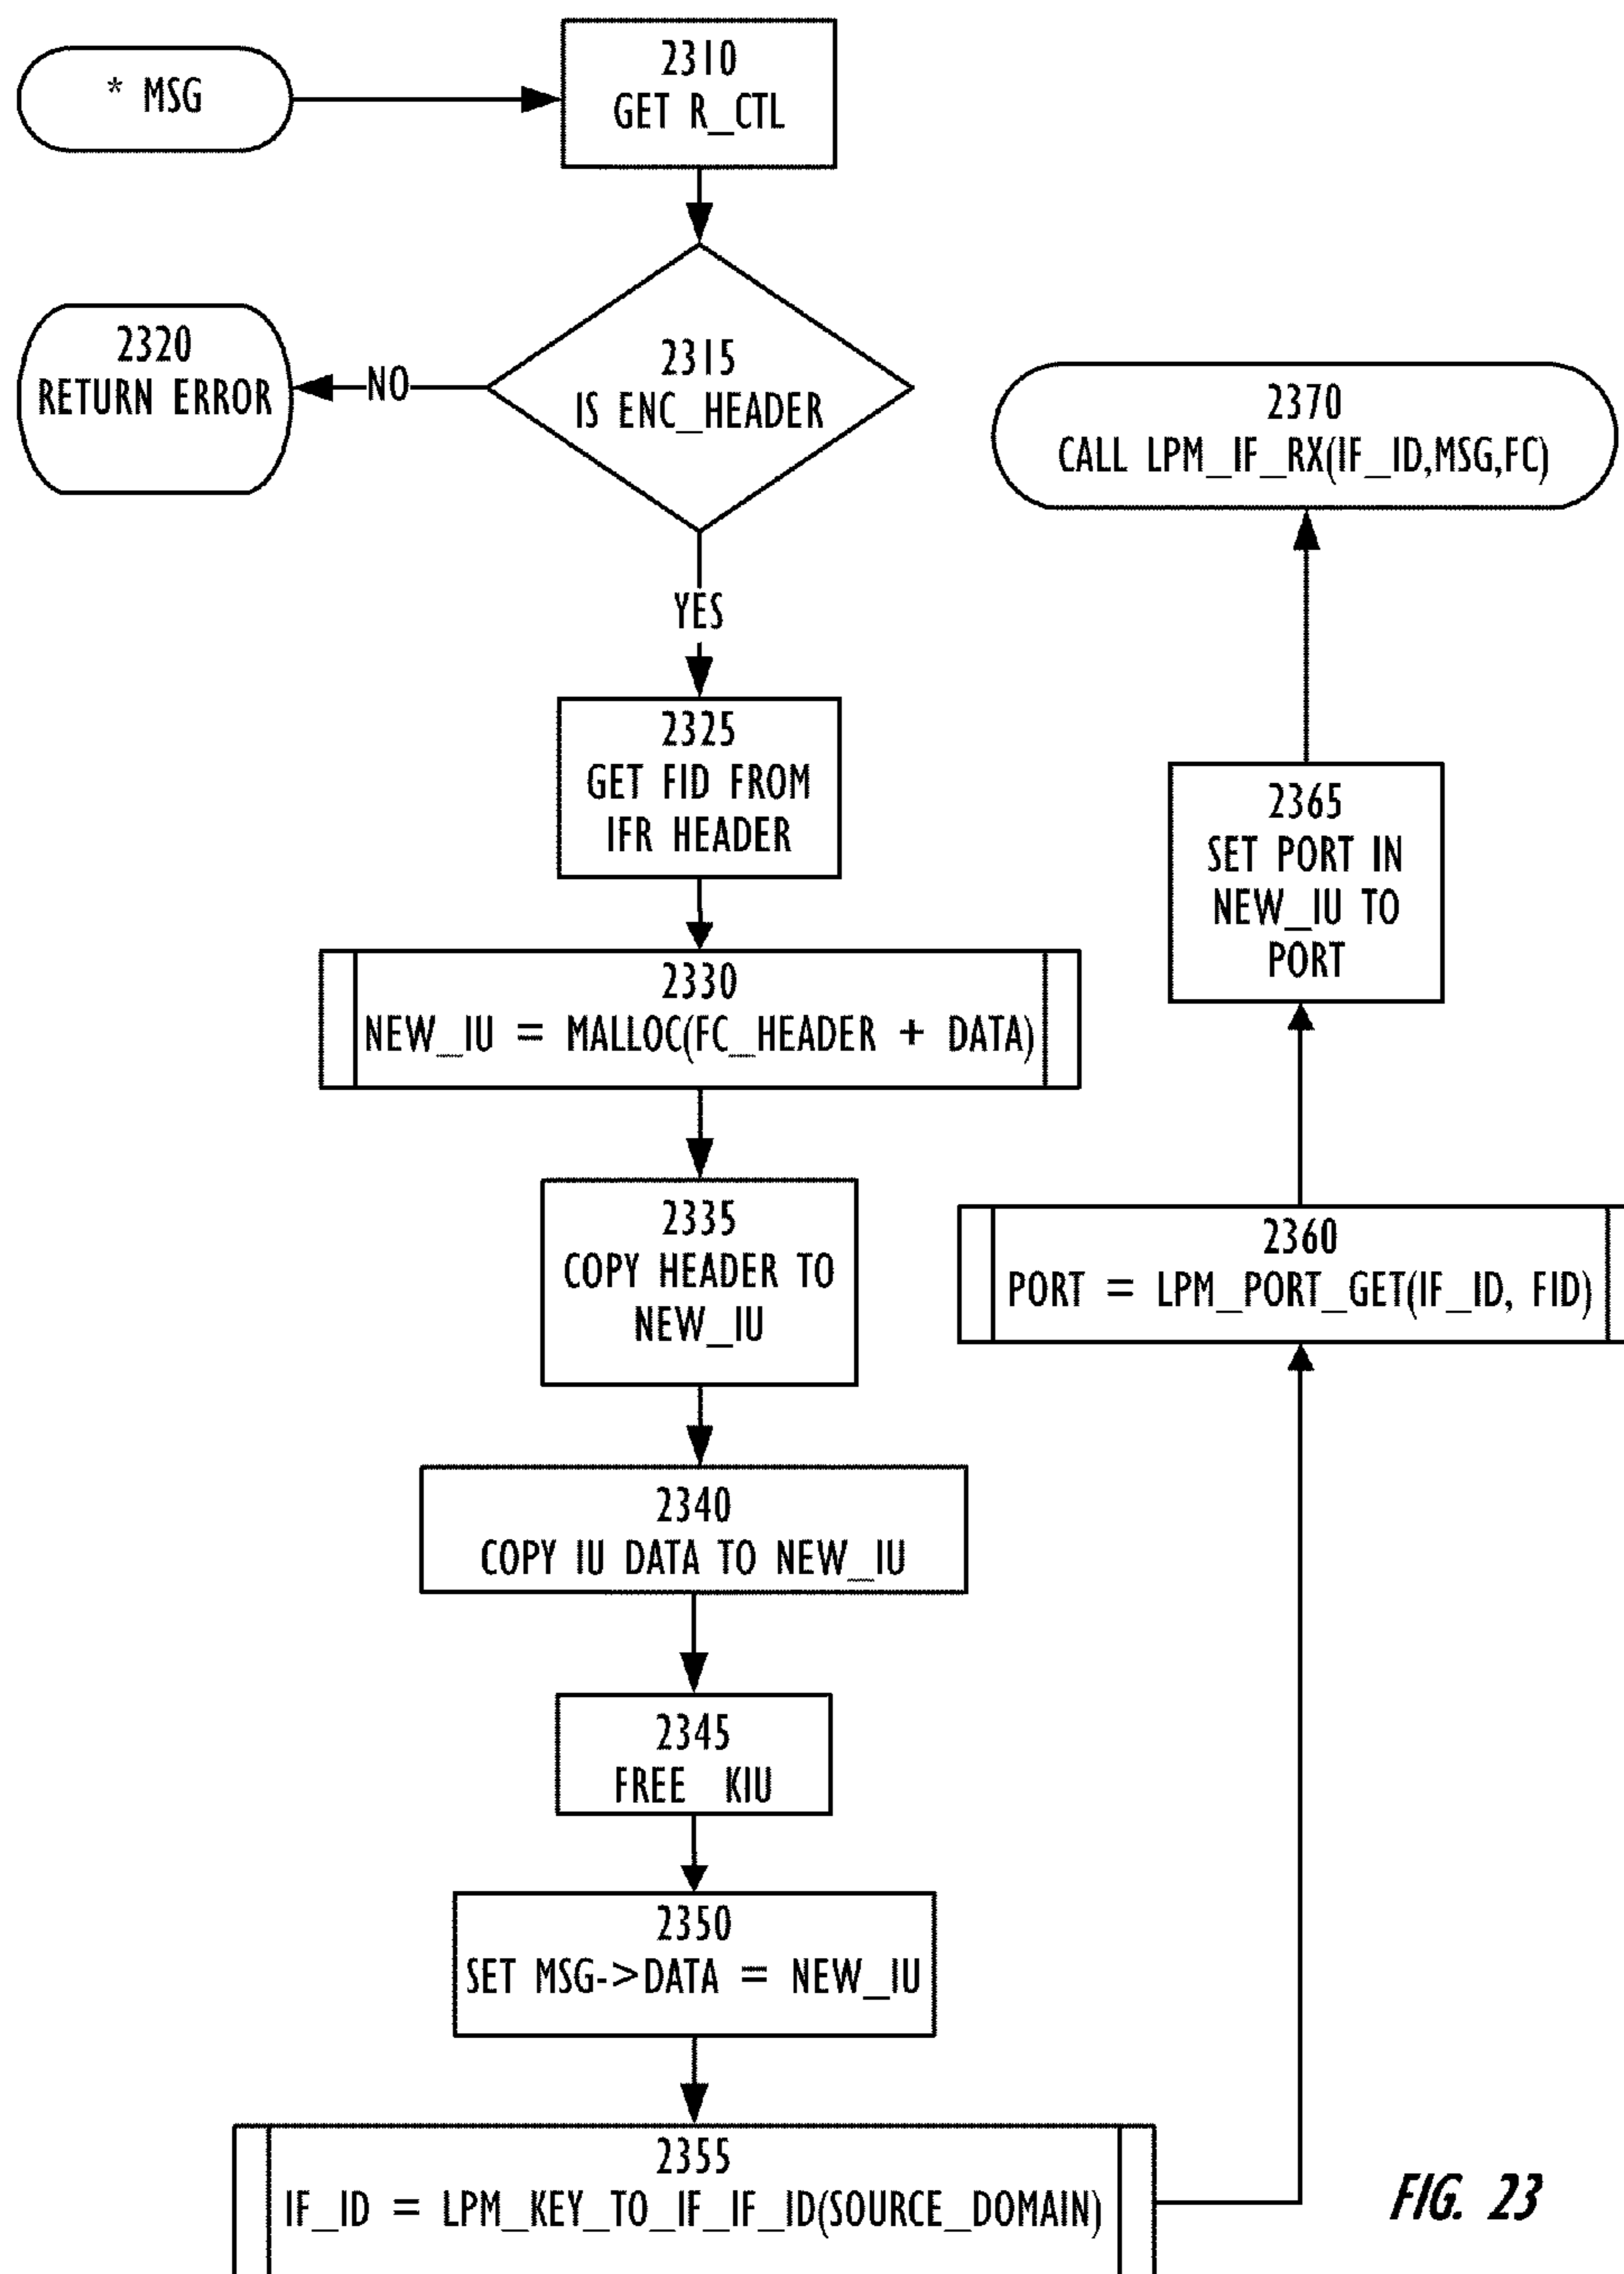 * MSG
2310
GET R_CTL
2315
IS ENC_HEADER
NO
2320
RETURN ERROR
YES
2325
GET FID FROM
IFR HEADER
2330
NEW_IU = MALLOC(FC_HEADER + DATA)
2335
COPY HEADER TO
NEW_IU
2340
COPY IU DATA TO NEW_IU
2345
FREE KIU
2350
SET MSG->DATA = NEW_IU
2355
IF_ID = LPM_KEY_TO_IF_IF_ID(SOURCE_DOMAIN)
2360
PORT = LPM_PORT_GET(IF_ID, FID)
2365
SET PORT IN
NEW_IU TO
PORT
2370
CALL LPM_IF_RX(IF_ID,MSG,FC)
FIG. 23